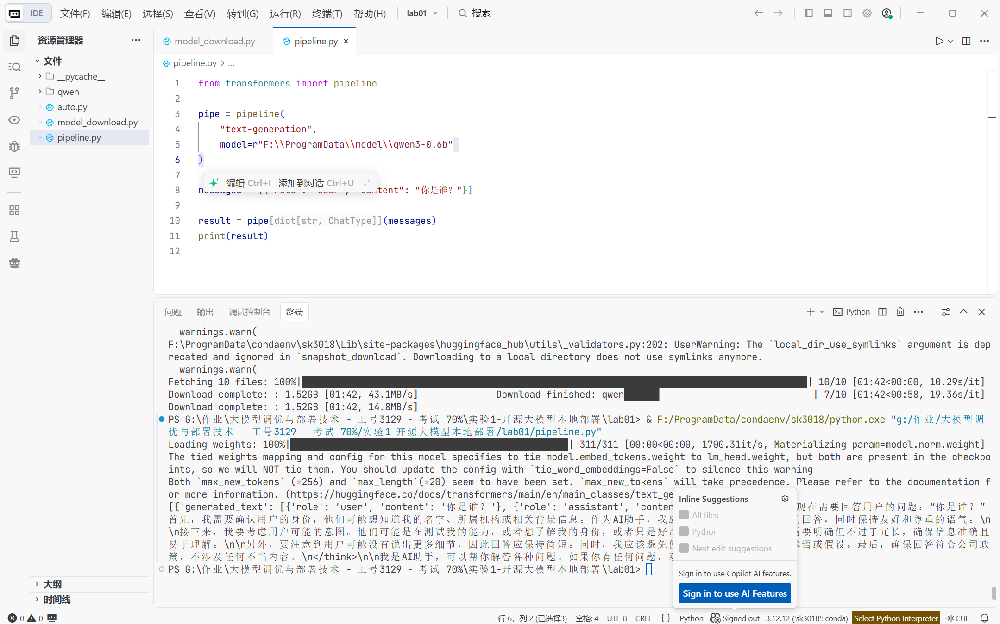 IDE 文件(F) 编辑(E) 选择(S) 查看(V) 转到(G) 运行(R) 终端(T) 帮助(H) lab01 搜索
资源管理器
文件
__pycache__
qwen
auto.py
model_download.py
pipeline.py
大纲
时间线
model_download.py pipeline.py
pipeline.py > ...
1 from transformers import pipeline
2
3 pipe = pipeline(
4 "text-generation",
5 model=r"F:\\ProgramData\\model\\qwen3-0.6b"
6 )
7
编辑 Ctrl+I 添加到对话 Ctrl+U
8 "content": "你是谁？"}]
9
10 result = pipe[dict[str, ChatType]](messages)
11 print(result)
12
问题 输出 调试控制台 终端 Python
warnings.warn(
F:\ProgramData\condaenv\sk3018\Lib\site-packages\huggingface_hub\utils\_validators.py:202: UserWarning: The `local_dir_use_symlinks` argument is dep
recated and ignored in `snapshot_download`. Downloading to a local directory does not use symlinks anymore.
warnings.warn(
Fetching 10 files: 100%| | 10/10 [01:42<00:00, 10.29s/it]
Download complete: : 1.52GB [01:42, 43.1MB/s] Download finished: qwen | 7/10 [01:42<00:58, 19.36s/it]
Download complete: : 1.52GB [01:42, 14.8MB/s]
PS G:\作业\大模型调优与部署技术 - 工号3129 - 考试 70%\实验1-开源大模型本地部署\lab01> & F:/ProgramData/condaenv/sk3018/python.exe "g:/作业/大模型调
优与部署技术 - 工号3129 - 考试 70%/实验1-开源大模型本地部署/lab01/pipeline.py"
Loading weights: 100%| | 311/311 [00:00<00:00, 1700.31it/s, Materializing param=model.norm.weight]
The tied weights mapping and config for this model specifies to tie model.embed_tokens.weight to lm_head.weight, but both are present in the checkpo
ints, so we will NOT tie them. You should update the config with `tie_word_embeddings=False` to silence this warning
Both `max_new_tokens` (=256) and `max_length`(=20) seem to have been set. `max_new_tokens` will take precedence. Please refer to the documentation f
or more information. (https://huggingface.co/docs/transformers/main/en/main_classes/text_ge
[{'generated_text': [{'role': 'user', 'content': '你是谁？'}, {'role': 'assistant', 'conten 现在需要回答用户的问题：“你是谁？”
首先，我需要确认用户的身份，他们可能想知道我的名字、所属机构或相关背景信息。作为AI助手，我应 回答，同时保持友好和尊重的语气。\n
\n接下来，我要考虑用户可能的意图。他们可能是在测试我的能力，或者想了解我的身份，或者只是好奇 需要明确但不过于冗长，确保信息准确且
易于理解。\n\n另外，要注意到用户可能没有说出更多细节，因此回答应保持简短。同时，我应该避免使 术语或假设。最后，确保回答符合公司政
策，不涉及任何不当内容。\n</think>\n\n我是AI助手，可以帮你解答各种问题。如果你有任何问题，
PS G:\作业\大模型调优与部署技术 - 工号3129 - 考试 70%\实验1-开源大模型本地部署\lab01>
Inline Suggestions
All files
Python
Next edit suggestions
Sign in to use Copilot AI features.
Sign in to use AI Features
0 0 行 6，列 2 (已选择3) 空格: 4 UTF-8 CRLF { } Python Signed out 3.12.12 ('sk3018': conda) Select Python Interpreter CUE